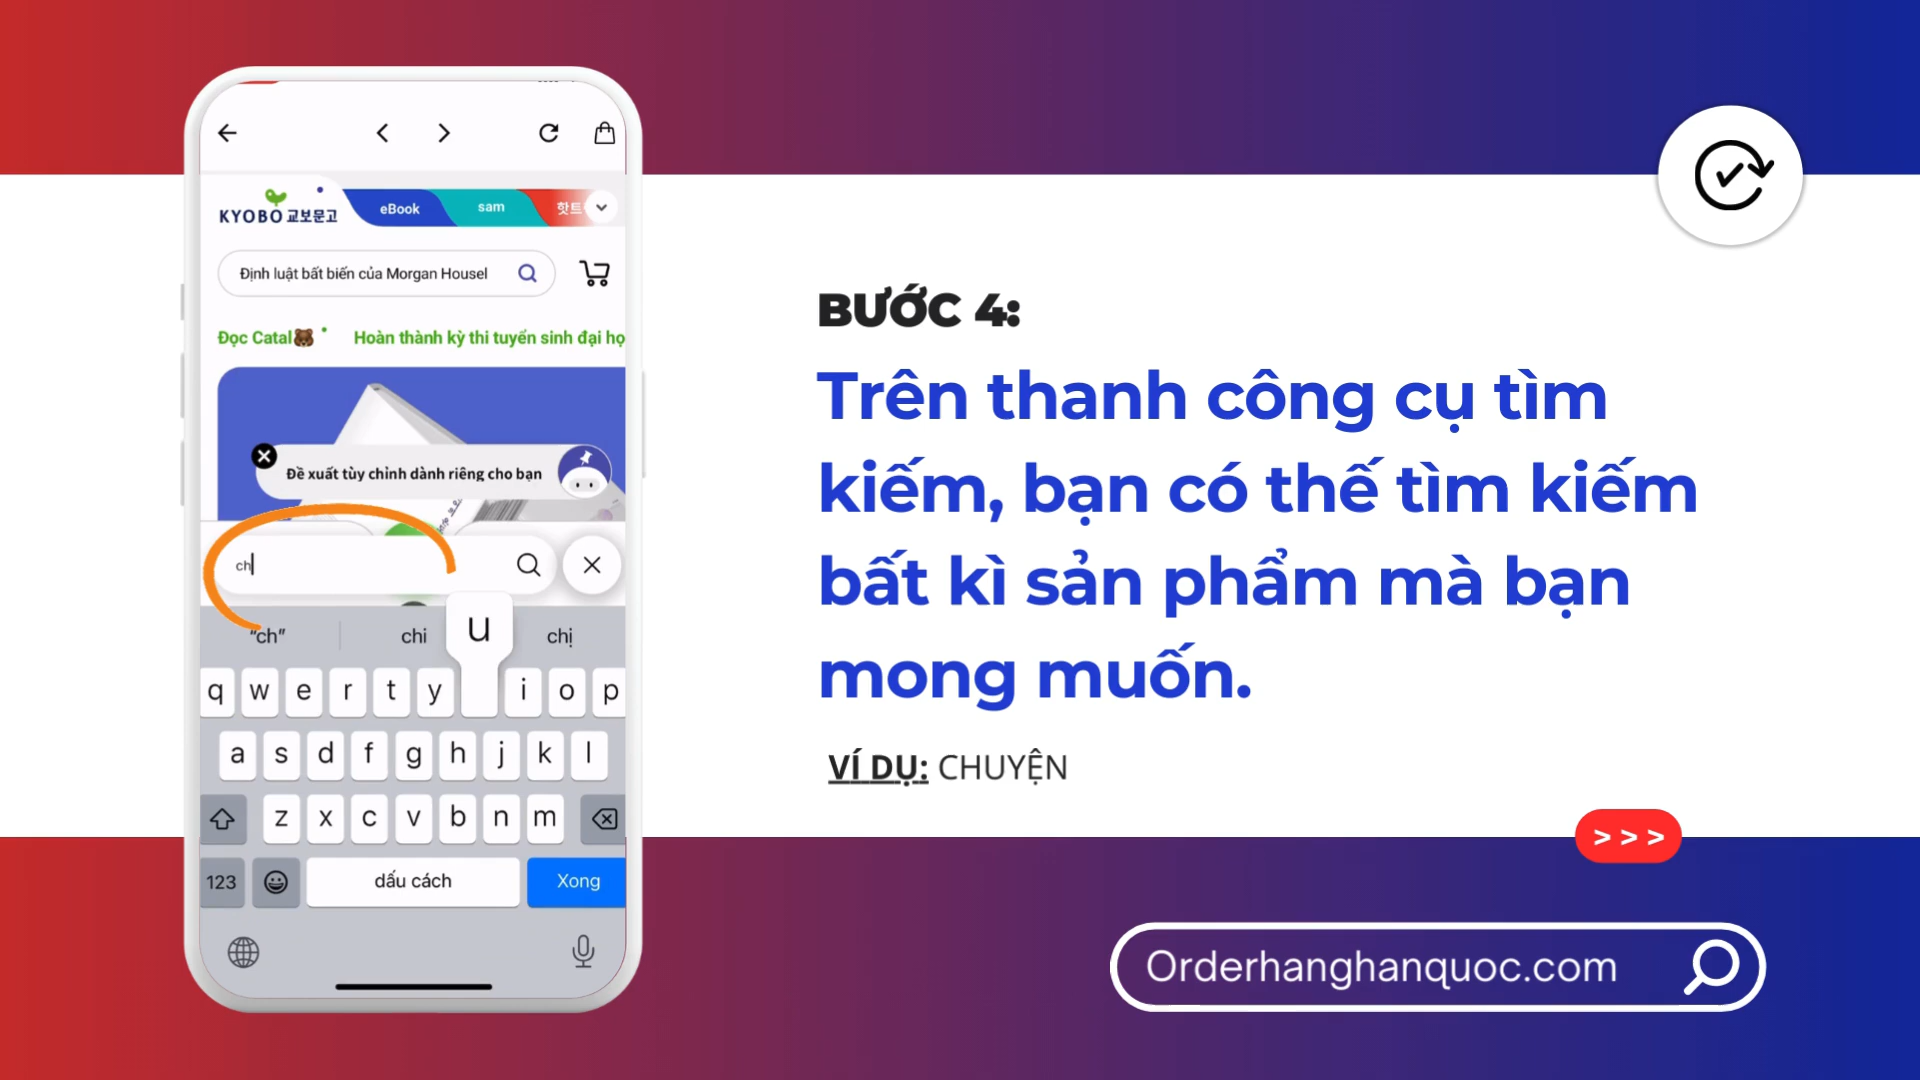 KYOBO 교보문고
eBook
sam
핫트
Định luật bất biến của Morgan Housel
Đọc Catal🐻
Hoàn thành kỳ thi tuyển sinh đại họ
Đề xuất tùy chỉnh dành riêng cho bạn
ch
"ch" chi chị
u
q w e r t y i o p
a s d f g h j k l
z x c v b n m
123 dấu cách Xong
BƯỚC 4:
Trên thanh công cụ tìm
kiếm, bạn có thế tìm kiếm
bất kì sản phẩm mà bạn
mong muốn.
VÍ DỤ: CHUYỆN
> > >
Orderhanghanquoc.com